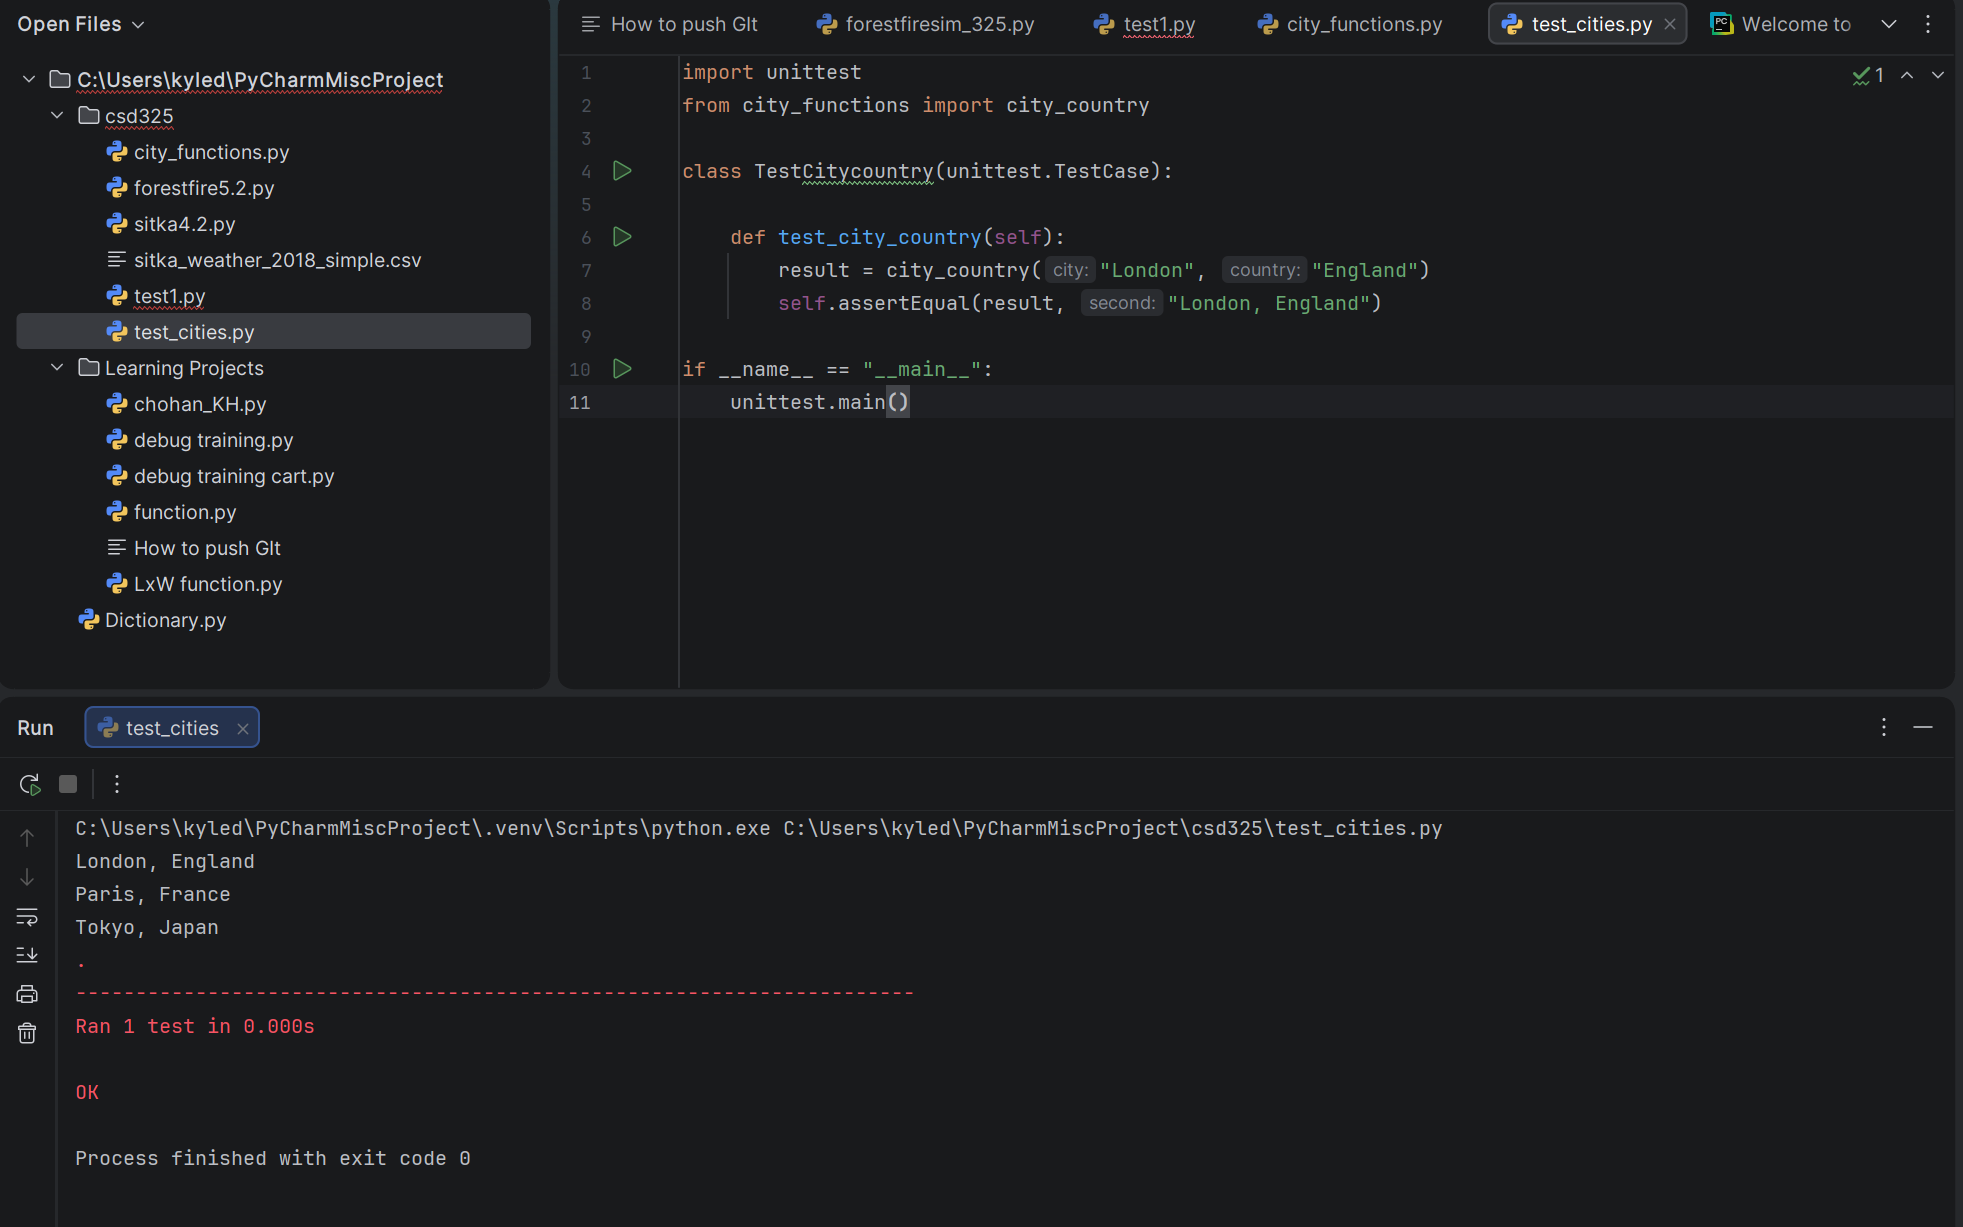 Open Files
C:\Users\kyled\PyCharmMiscProject
csd325
city_functions.py
forestfire5.2.py
sitka4.2.py
sitka_weather_2018_simple.csv
test1.py
test_cities.py
Learning Projects
chohan_KH.py
debug training.py
debug training cart.py
function.py
How to push GIt
LxW function.py
Dictionary.py
How to push GIt forestfiresim_325.py test1.py city_functions.py test_cities.py PC Welcome to
1 import unittest 1
2 from city_functions import city_country
3
4 class TestCitycountry(unittest.TestCase):
5
6 def test_city_country(self):
7 result = city_country( city: "London", country: "England")
8 self.assertEqual(result, second: "London, England")
9
10 if __name__ == "__main__":
11 unittest.main()
Run test_cities
C:\Users\kyled\PyCharmMiscProject\.venv\Scripts\python.exe C:\Users\kyled\PyCharmMiscProject\csd325\test_cities.py
London, England
Paris, France
Tokyo, Japan
.
----------------------------------------------------------------------
Ran 1 test in 0.000s
OK
Process finished with exit code 0